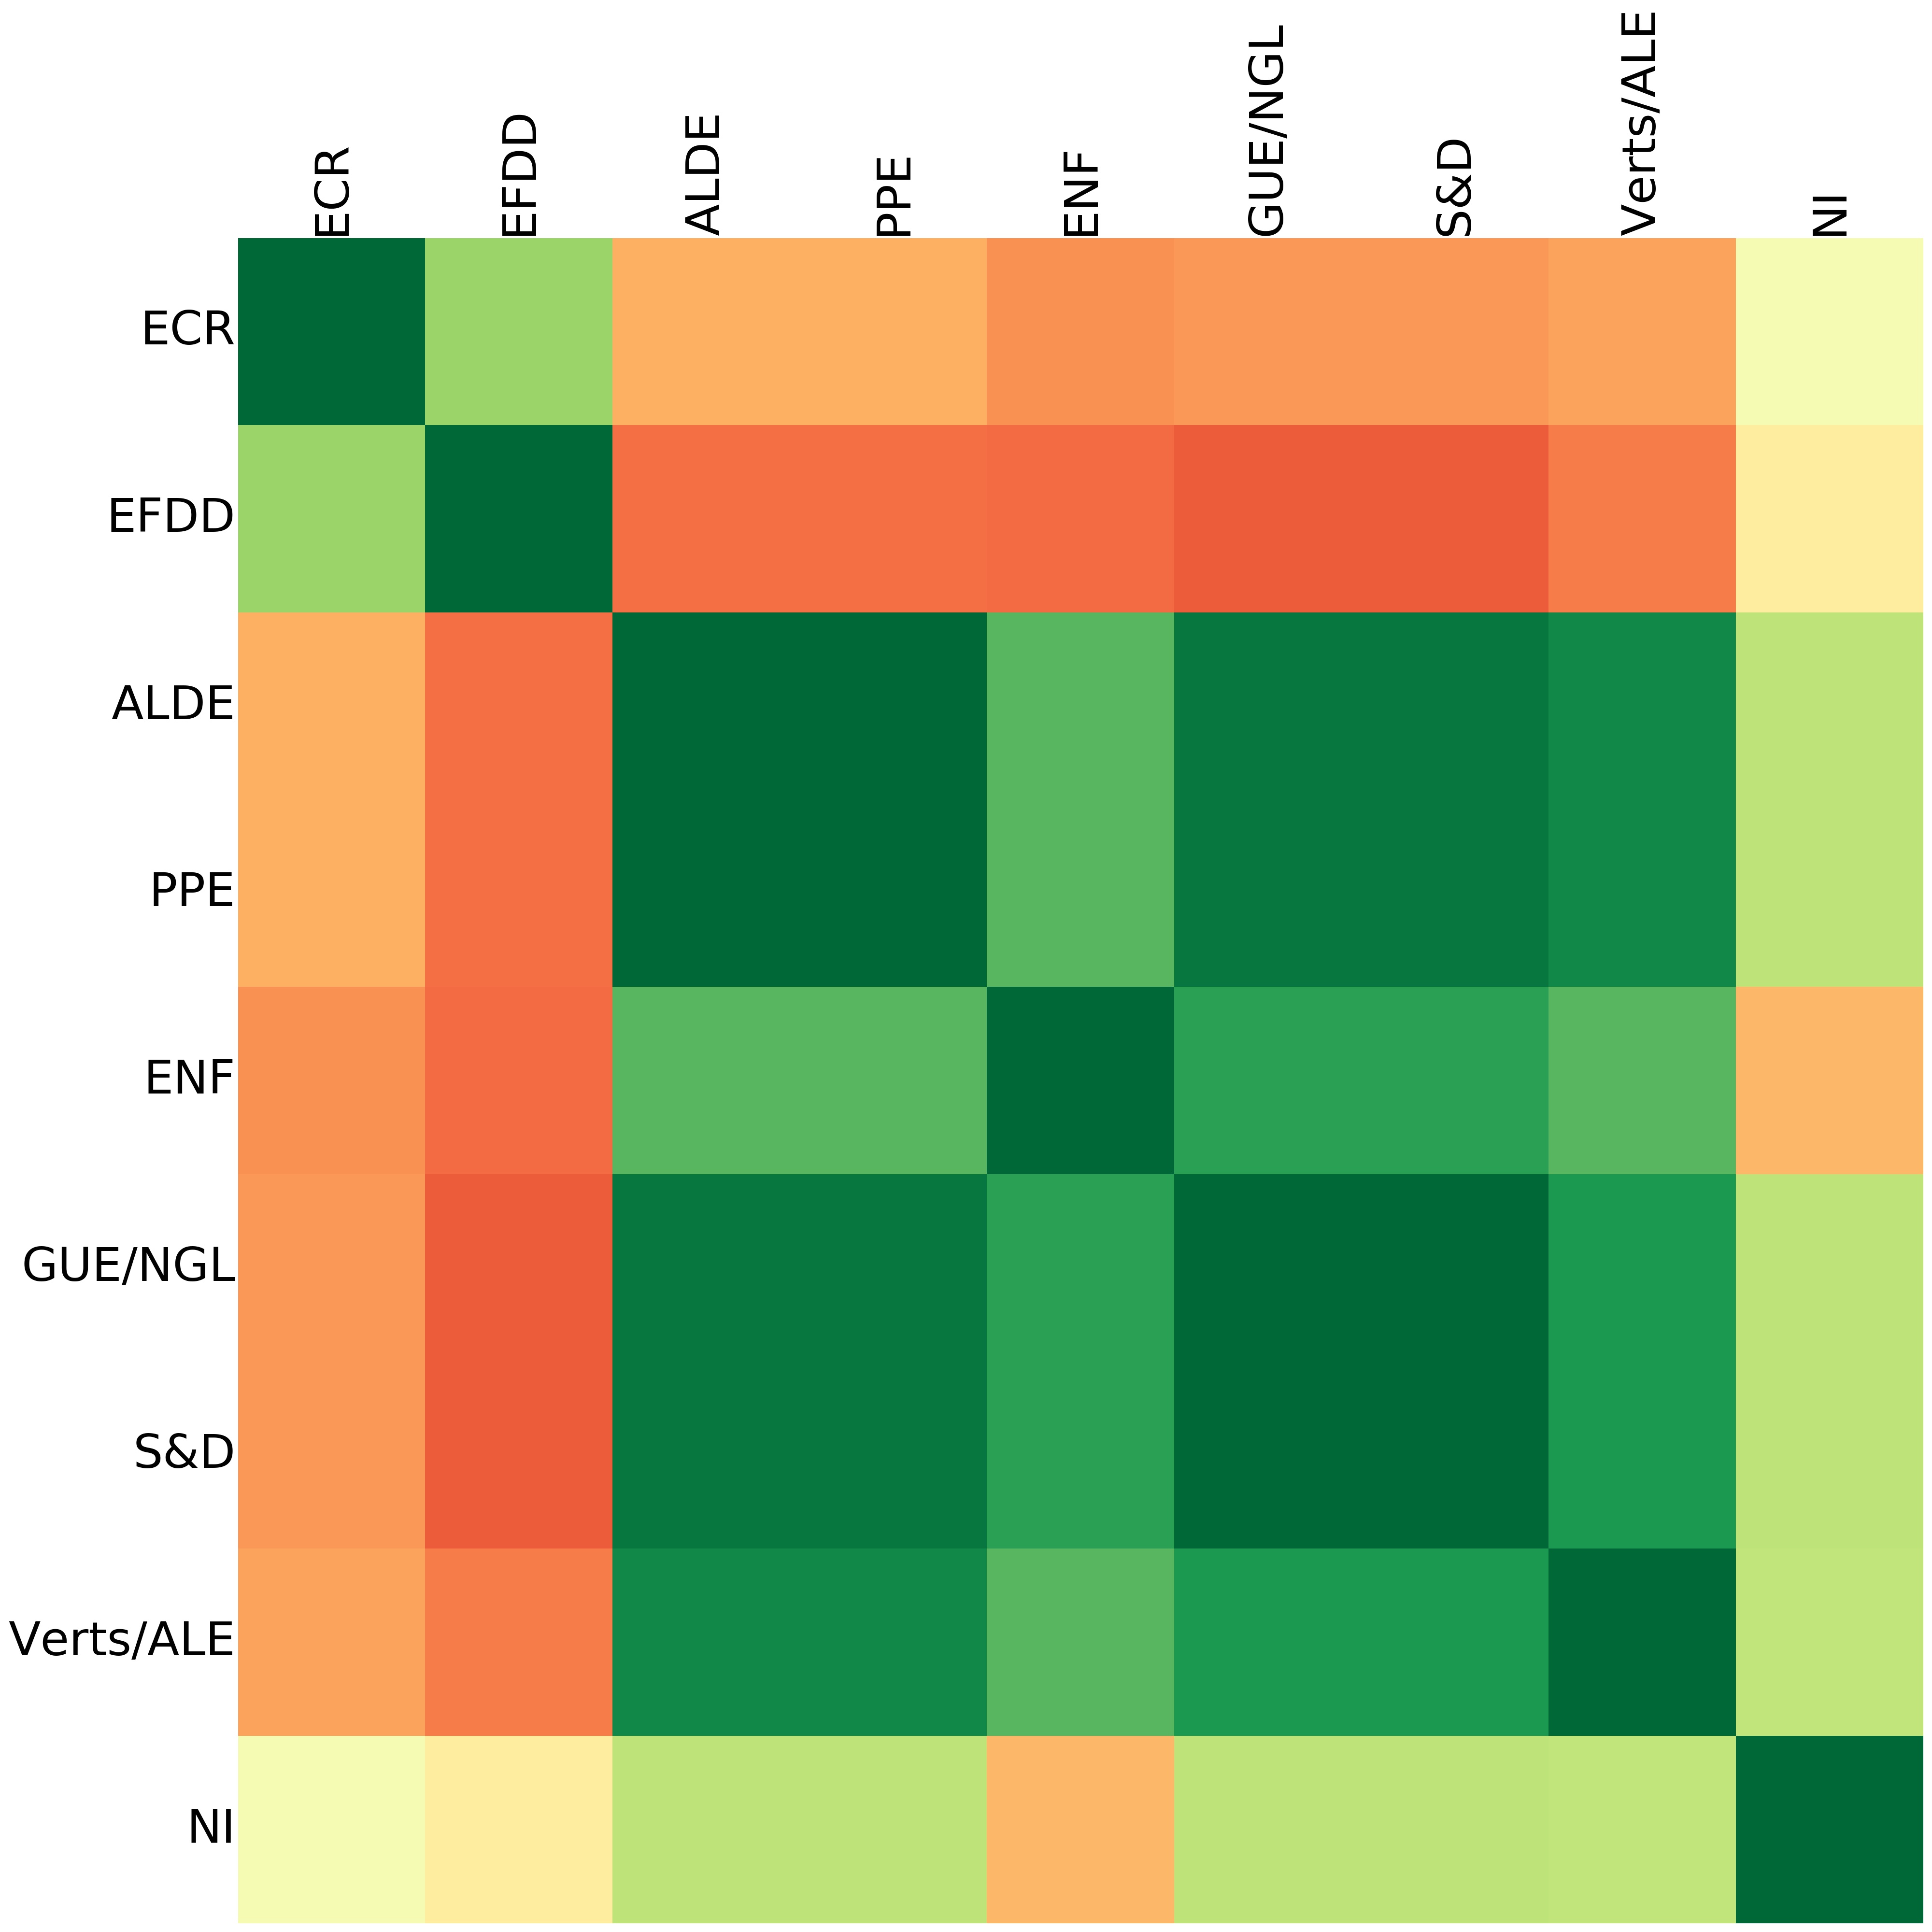 ECR
EFDD
ALDE
PPE
ENF
GUE/NGL
S&D
Verts/ALE
NI
ECR
EFDD
ALDE
PPE
ENF
GUE/NGL
S&D
Verts/ALE
NI